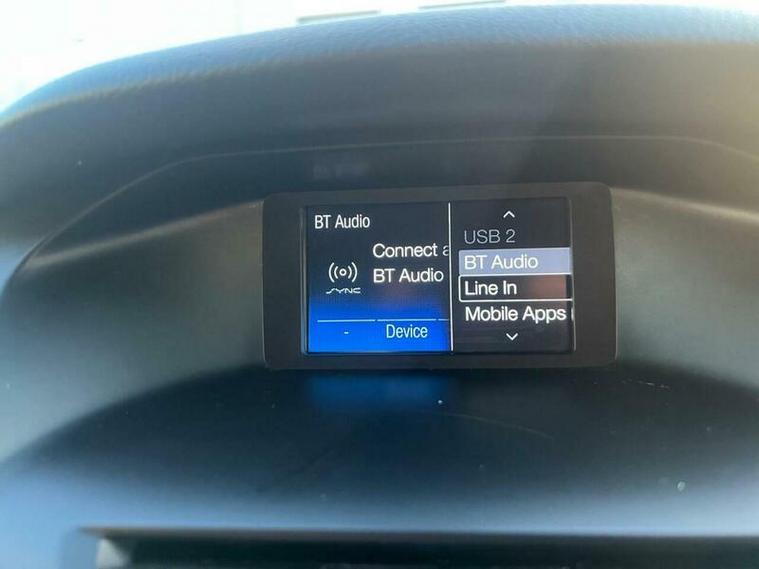 BT Audio
Connect
BT Audio
SYNC
-
Device
USB 2
BT Audio
Line In
Mobile Apps